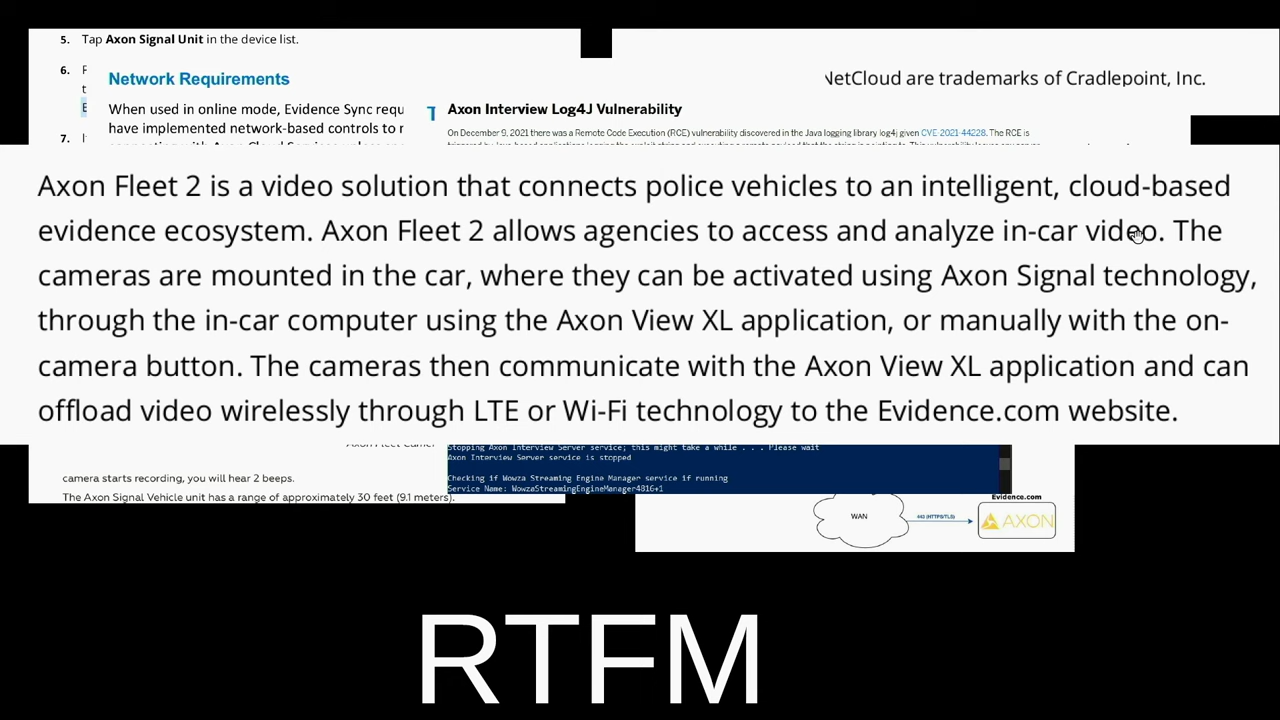 5. Tap Axon Signal Unit in the device list.
6.
Network Requirements
NetCloud are trademarks of Cradlepoint, Inc.
When used in online mode, Evidence Sync requ
Axon Interview Log4J Vulnerability
have implemented network-based controls to r
On December 9, 2021 there was a Remote Code Execution (RCE) vulnerability discovered in the Java logging library log4j given CVE-2021-44228. The RCE is
7.
Axon Fleet 2 is a video solution that connects police vehicles to an intelligent, cloud-based
evidence ecosystem. Axon Fleet 2 allows agencies to access and analyze in-car video. The
cameras are mounted in the car, where they can be activated using Axon Signal technology,
through the in-car computer using the Axon View XL application, or manually with the on-
camera button. The cameras then communicate with the Axon View XL application and can
offload video wirelessly through LTE or Wi-Fi technology to the Evidence.com website.
Stopping Axon Interview Server service; this might take a while . . . Please wait
Axon Interview Server service is stopped
camera starts recording, you will hear 2 beeps.
Checking if Wowza Streaming Engine Manager service if running
Service Name: WowzaStreamingEngineManager4816+1
The Axon Signal Vehicle unit has a range of approximately 30 feet (9.1 meters).
Evidence.com
WAN
443 (HTTPS/TLS)
AXON
RTFM